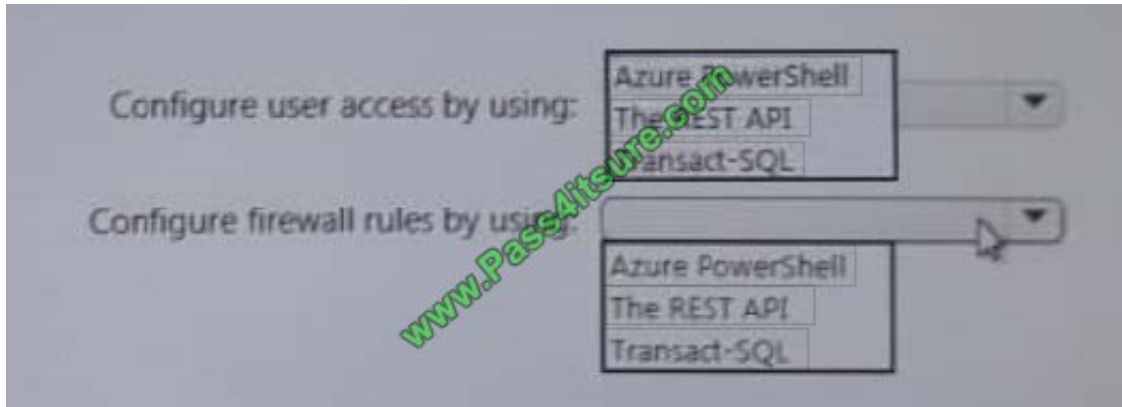 Configure user access by using:
Azure PowerShell
The REST API
Transact-SQL
Configure firewall rules by using:
Azure PowerShell
The REST API
Transact-SQL
www.Pass4itsure.com